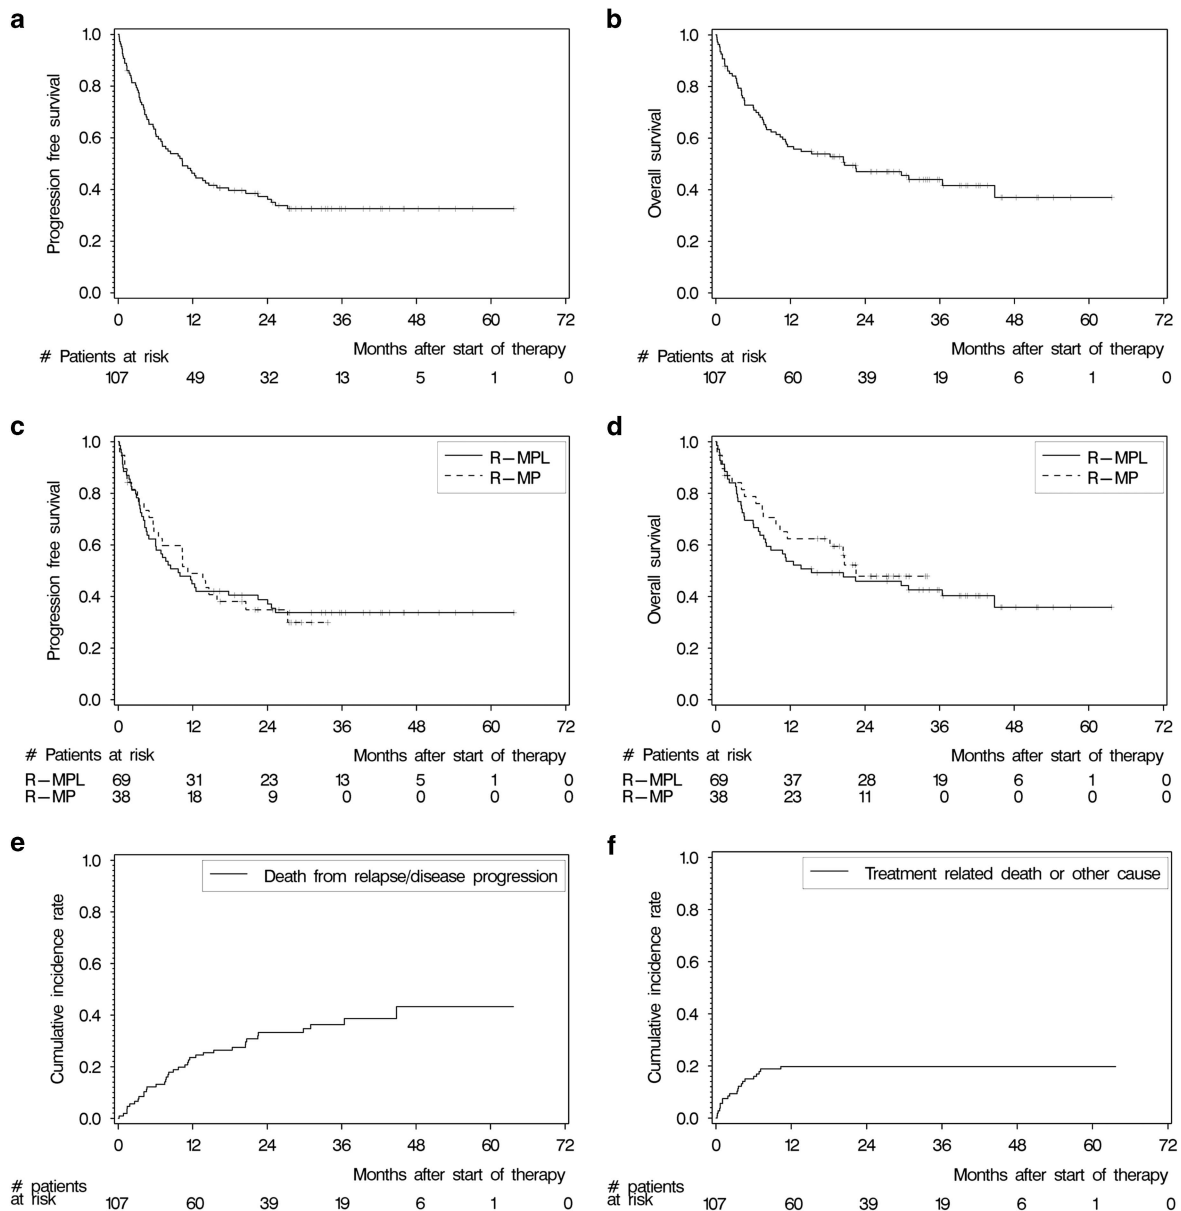 a
1.0
0.8
0.6
0.4
0.2
0.0
Progression free survival
0 12 24 36 48 60 72
Months after start of therapy
# Patients at risk
107 49 32 13 5 1 0
b
1.0
0.8
0.6
0.4
0.2
0.0
Overall survival
0 12 24 36 48 60 72
Months after start of therapy
# Patients at risk
107 60 39 19 6 1 0
c
1.0
0.8
0.6
0.4
0.2
0.0
Progression free survival
R–MPL
R–MP
0 12 24 36 48 60 72
# Patients at risk Months after start of therapy
R–MPL 69 31 23 13 5 1 0
R–MP 38 18 9 0 0 0 0
d
1.0
0.8
0.6
0.4
0.2
0.0
Overall survival
R–MPL
R–MP
0 12 24 36 48 60 72
# Patients at risk Months after start of therapy
R–MPL 69 37 28 19 6 1 0
R–MP 38 23 11 0 0 0 0
e
1.0
0.8
0.6
0.4
0.2
0.0
Cumulative incidence rate
Death from relapse/disease progression
0 12 24 36 48 60 72
Months after start of therapy
# patients
at risk 107 60 39 19 6 1 0
f
1.0
0.8
0.6
0.4
0.2
0.0
Cumulative incidence rate
Treatment related death or other cause
0 12 24 36 48 60 72
Months after start of therapy
# patients
at risk 107 60 39 19 6 1 0